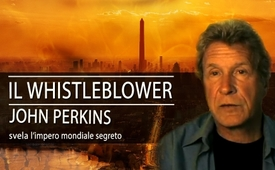 IL WHISTLEBLOWER
JOHN PERKINS
svela l'impero mondiale segreto